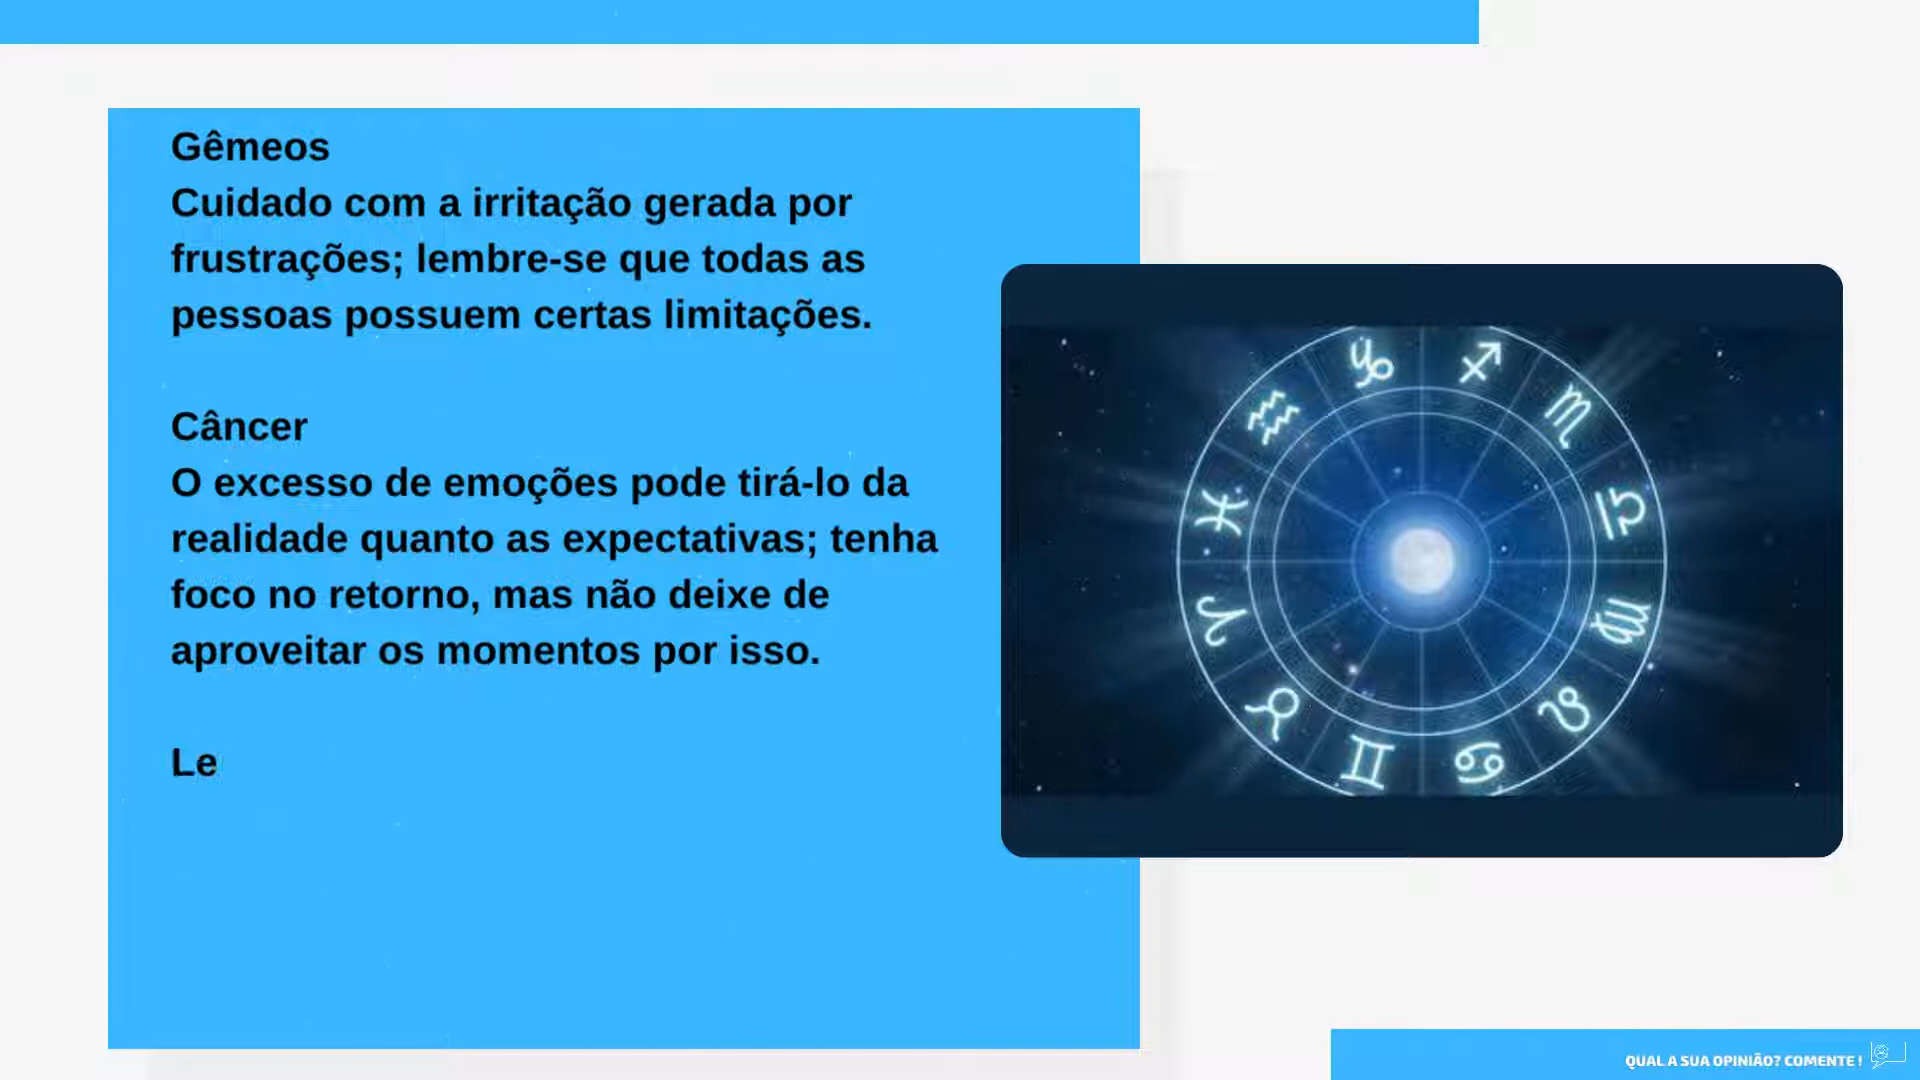 Gêmeos
Cuidado com a irritação gerada por
frustrações; lembre-se que todas as
pessoas possuem certas limitações.
Câncer
O excesso de emoções pode tirá-lo da
realidade quanto as expectativas; tenha
foco no retorno, mas não deixe de
aproveitar os momentos por isso.
Le
QUAL A SUA OPINIÃO? COMENTE !